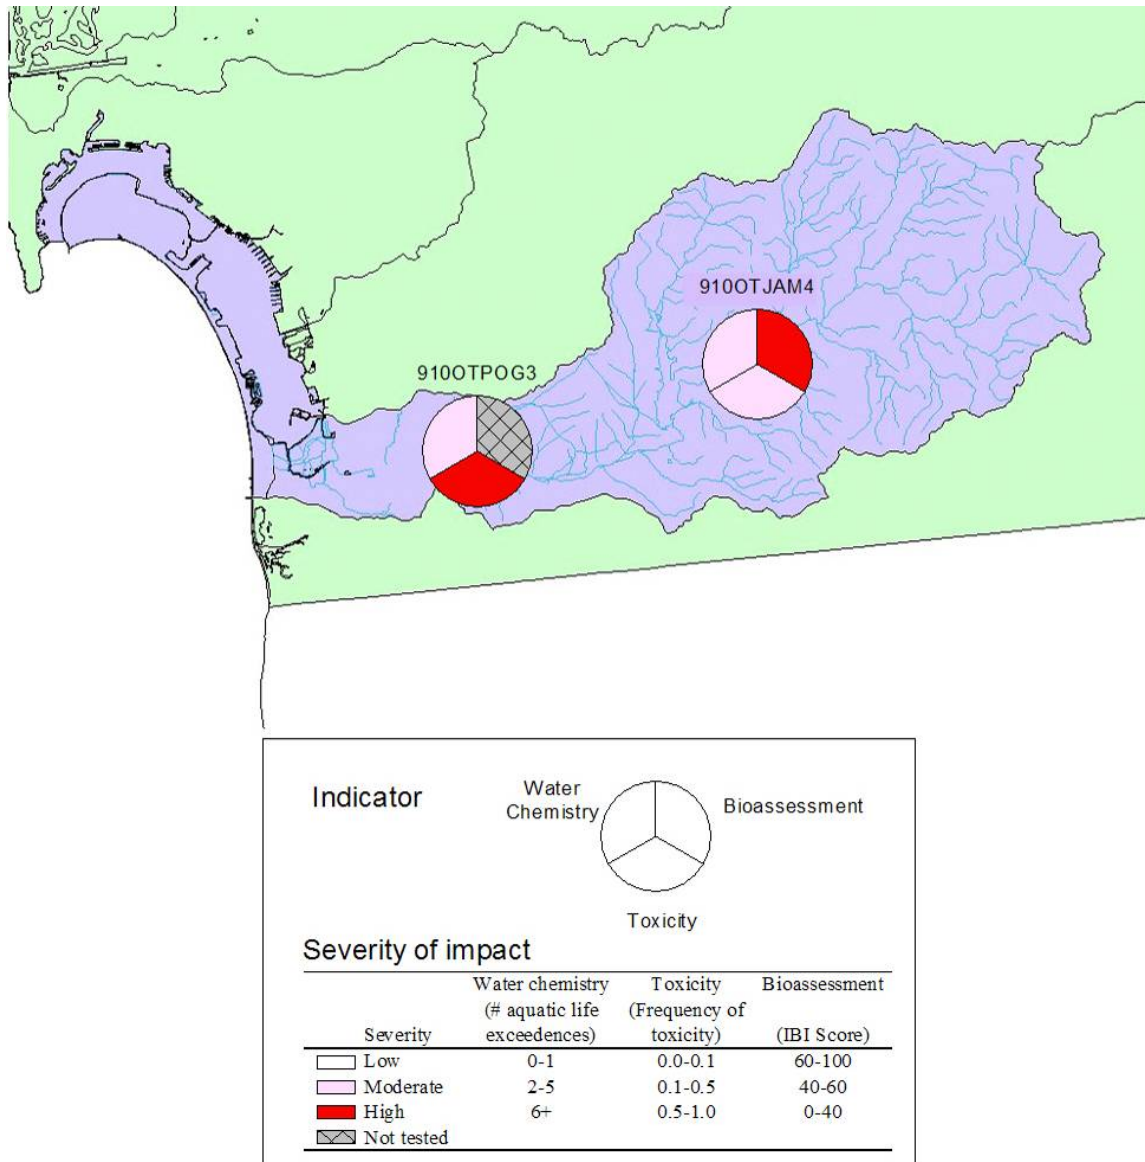 910OTJAM4
910OTPOG3
Indicator
Water
Chemistry
Bioassessment
Toxicity
Severity of impact
Water chemistry Toxicity Bioassessment
(# aquatic life (Frequency of
Severity exceedences) toxicity) (IBI Score)
Low 0-1 0.0-0.1 60-100
Moderate 2-5 0.1-0.5 40-60
High 6+ 0.5-1.0 0-40
Not tested